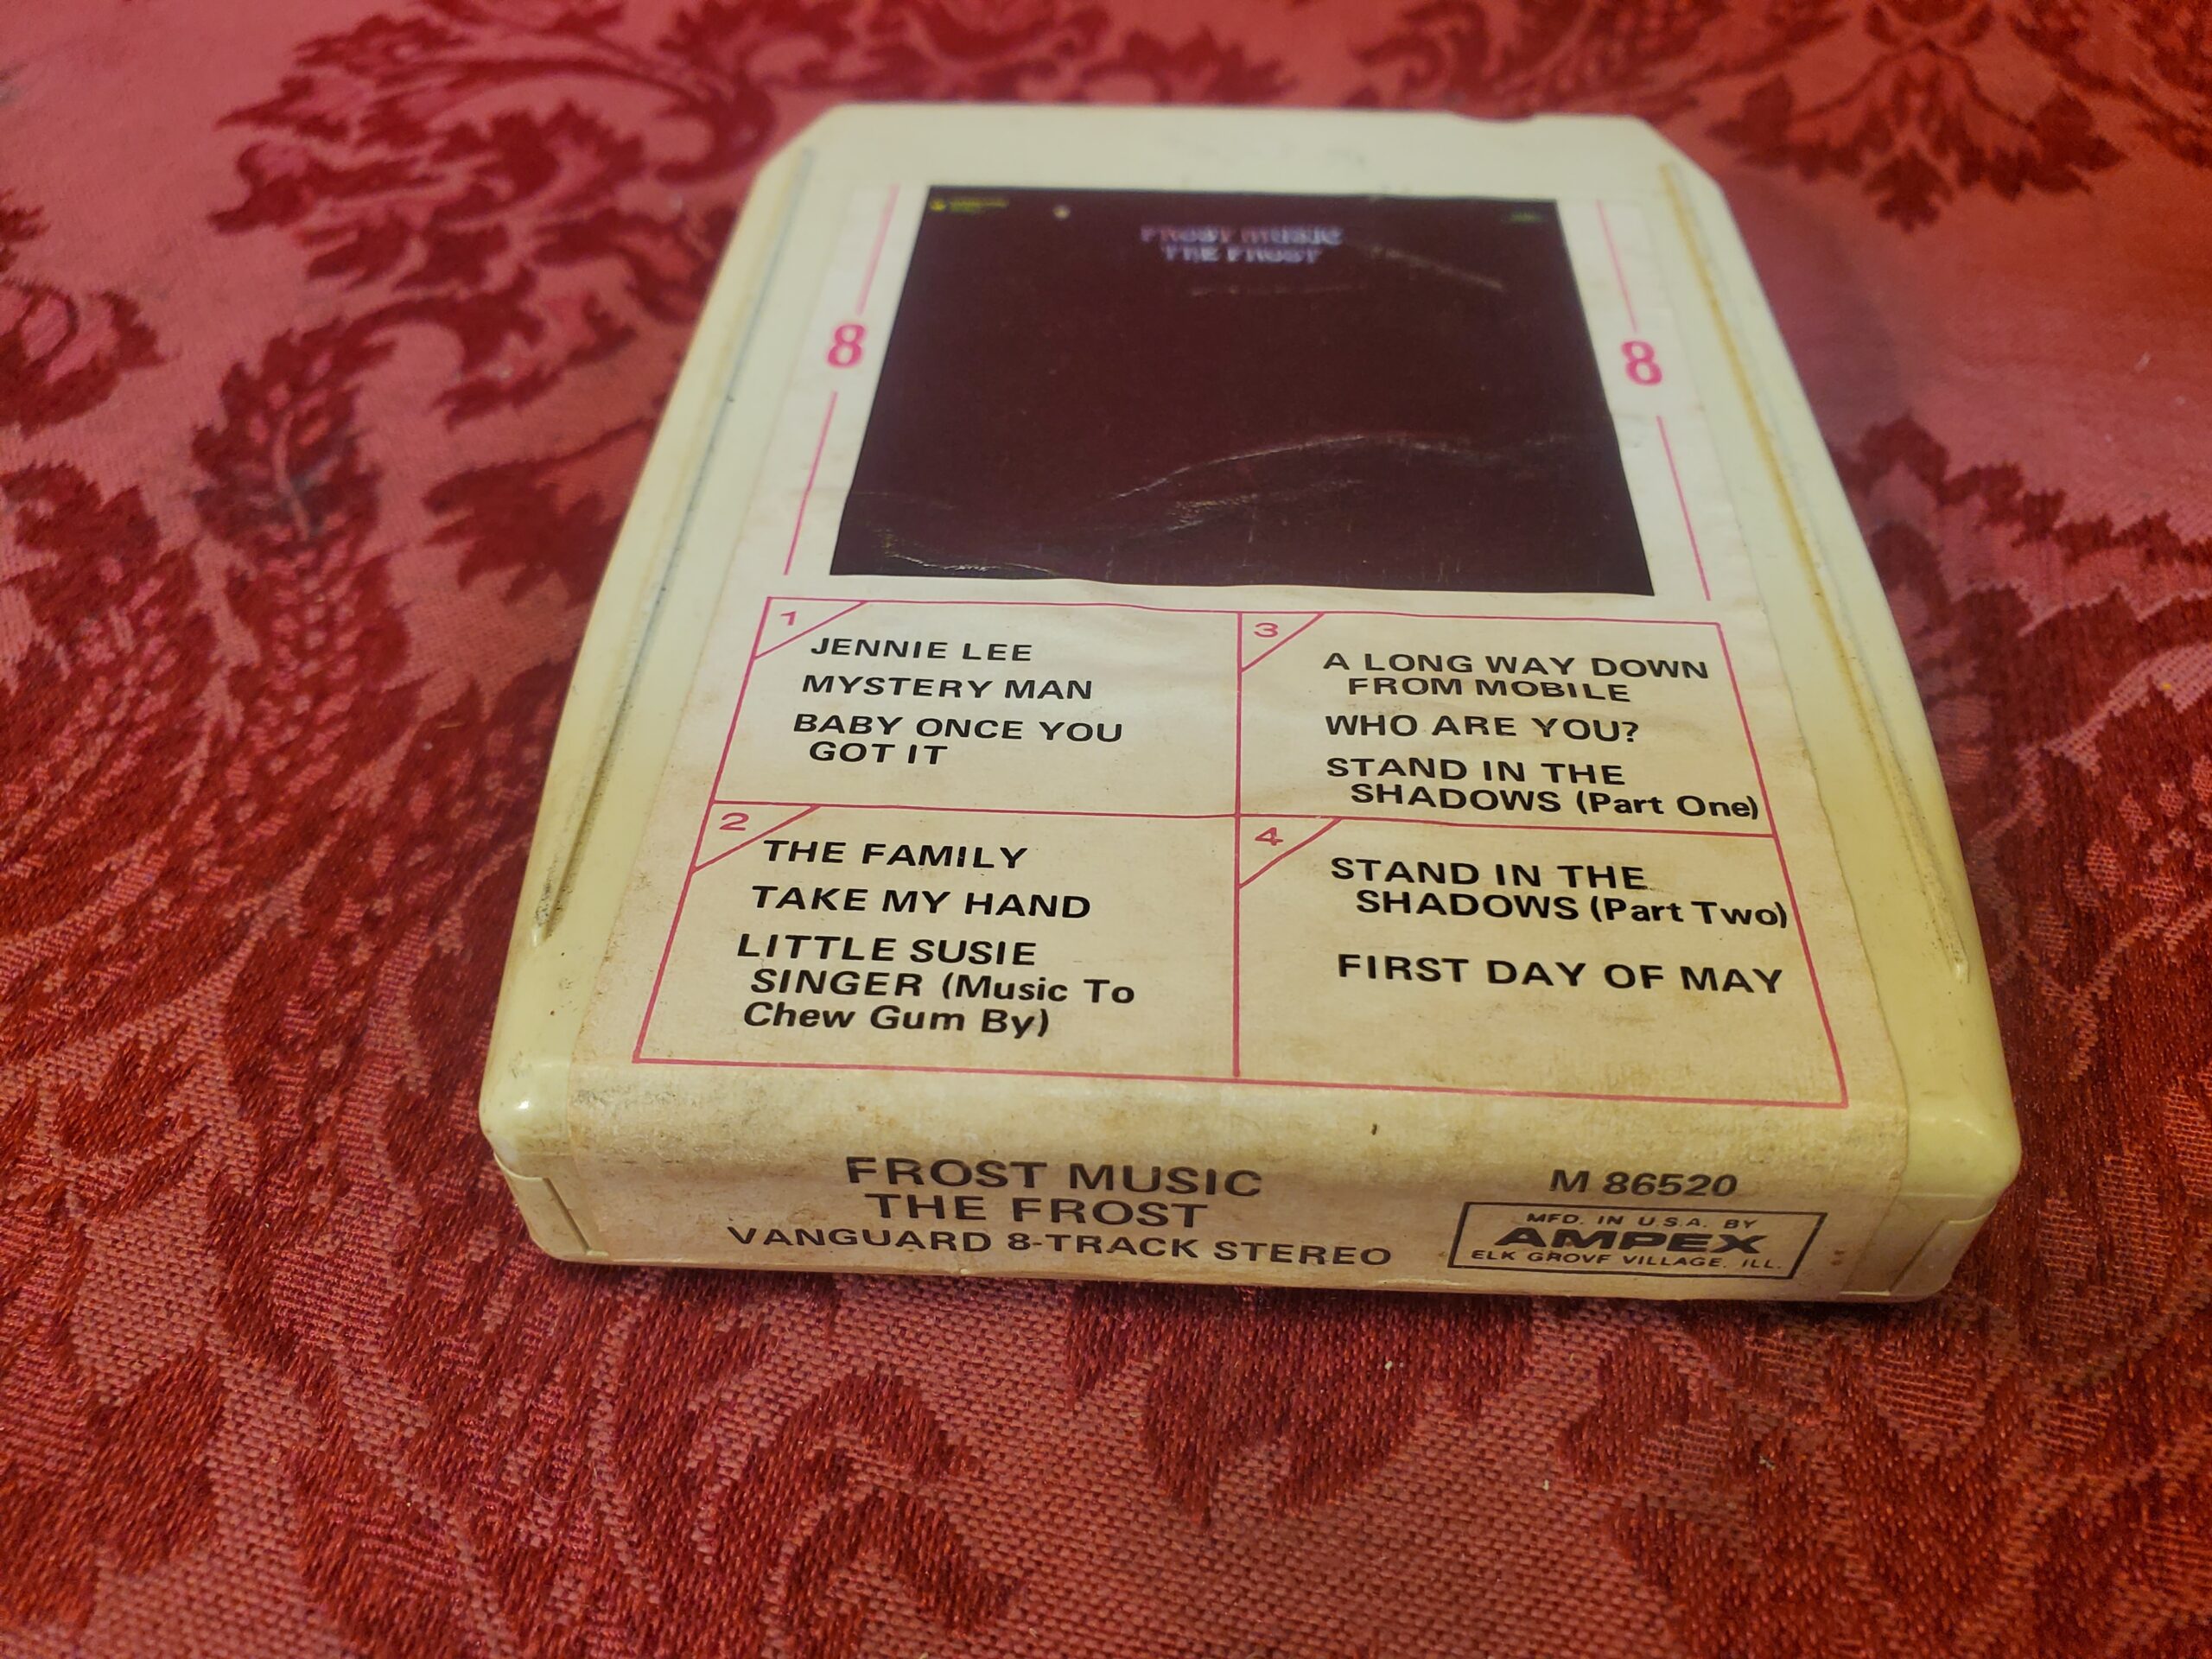 FROST MUSIC
THE FROST
8
8
1
JENNIE LEE
MYSTERY MAN
BABY ONCE YOU
GOT IT
2
THE FAMILY
TAKE MY HAND
LITTLE SUSIE
SINGER (Music To
Chew Gum By)
3
A LONG WAY DOWN
FROM MOBILE
WHO ARE YOU?
STAND IN THE
SHADOWS (Part One)
4
STAND IN THE
SHADOWS (Part Two)
FIRST DAY OF MAY
FROST MUSIC
THE FROST
VANGUARD 8-TRACK STEREO
M 86520
MFD. IN U.S.A. BY
AMPEX
ELK GROVE VILLAGE, ILL.